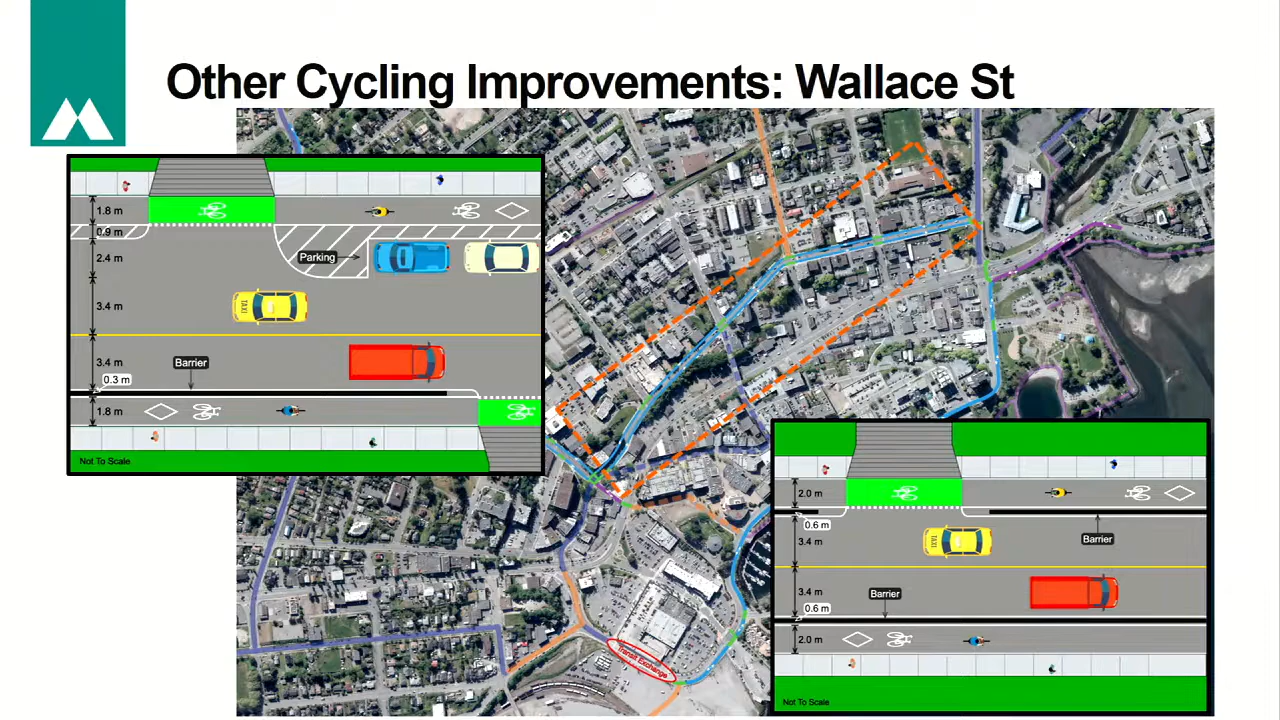 Other Cycling Improvements: Wallace St
1.8 m
0.9 m
2.4 m
Parking
TAXI
3.4 m
3.4 m
Barrier
0.3 m
1.8 m
Not To Scale
Transit Exchange
2.0 m
0.6 m
3.4 m
TAXI
Barrier
3.4 m
Barrier
0.6 m
2.0 m
Not To Scale